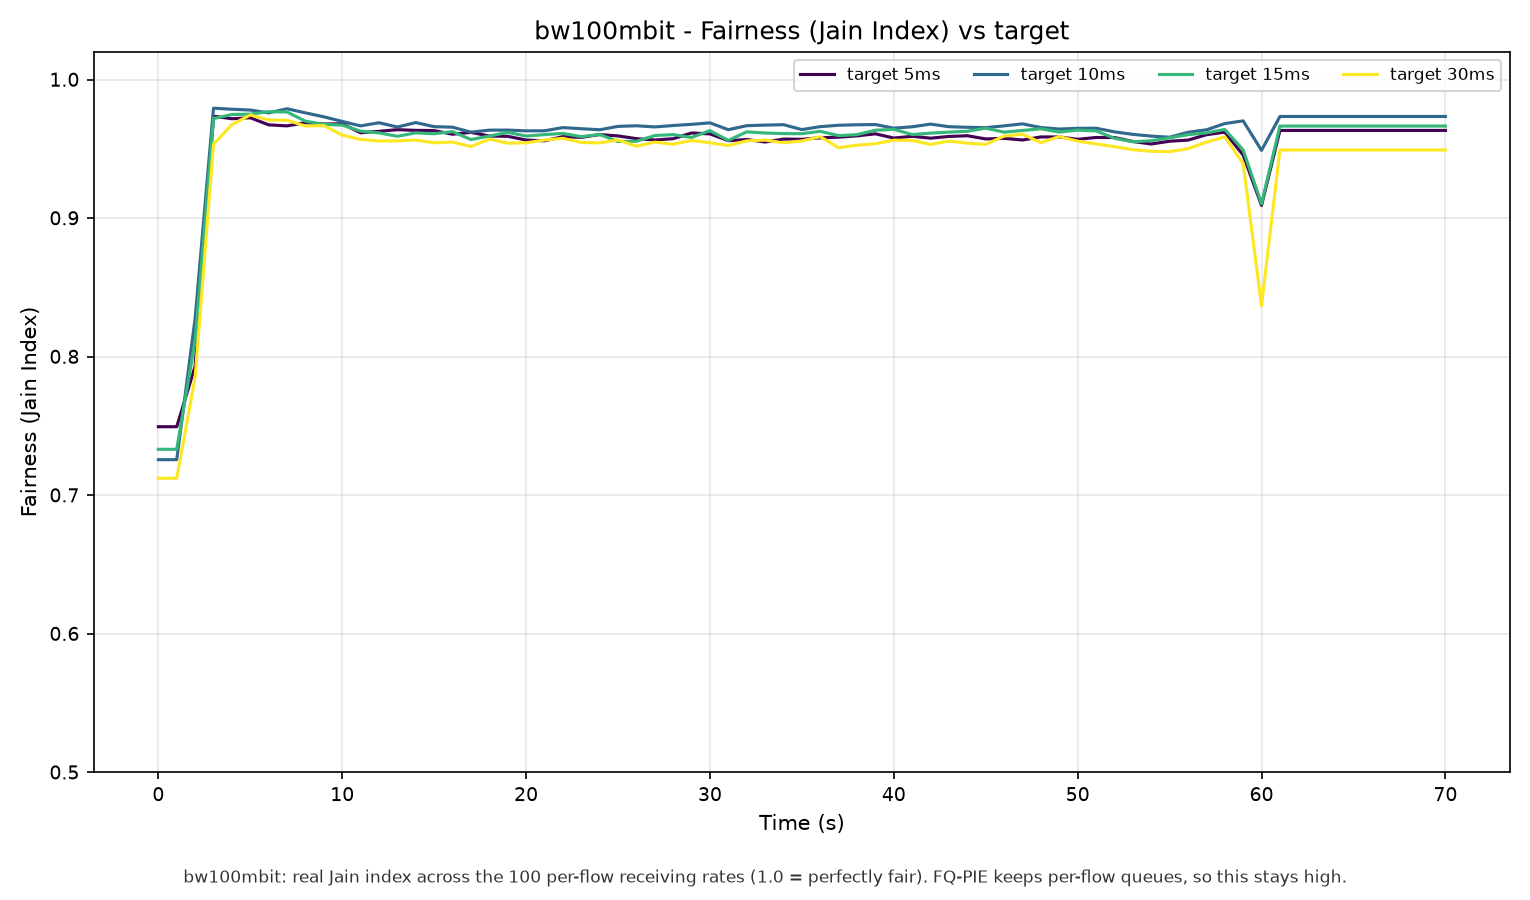 bw100mbit - Fairness (Jain Index) vs target
target 5ms
target 10ms
target 15ms
target 30ms
Fairness (Jain Index)
1.0
0.9
0.8
0.7
0.6
0.5
0
10
20
30
40
50
60
70
Time (s)
bw100mbit: real Jain index across the 100 per-flow receiving rates (1.0 = perfectly fair). FQ-PIE keeps per-flow queues, so this stays high.